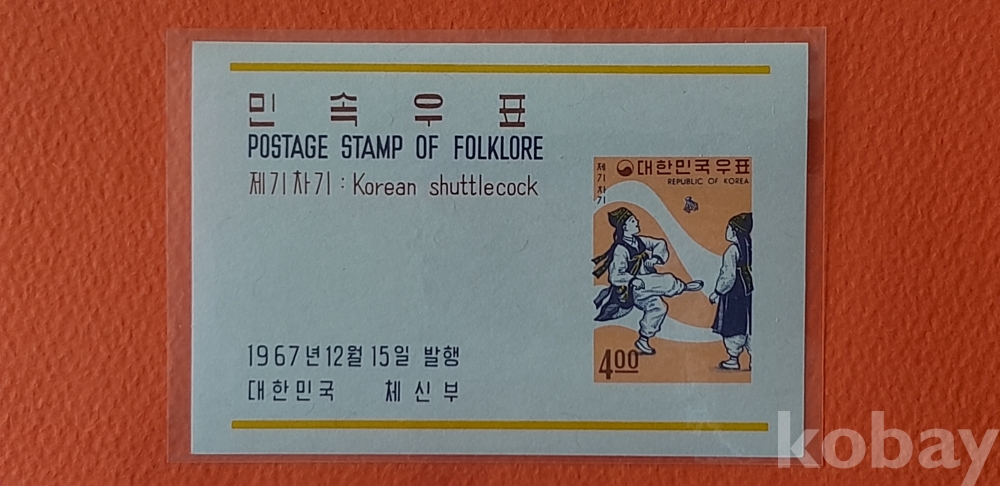 민 속 우 표
POSTAGE STAMP OF FOLKLORE
제기차기 : Korean shuttlecock
제기차기
대한민국우표
REPUBLIC OF KOREA
4.00
1967년 12월 15일 발행
대한민국 체신부
kobay